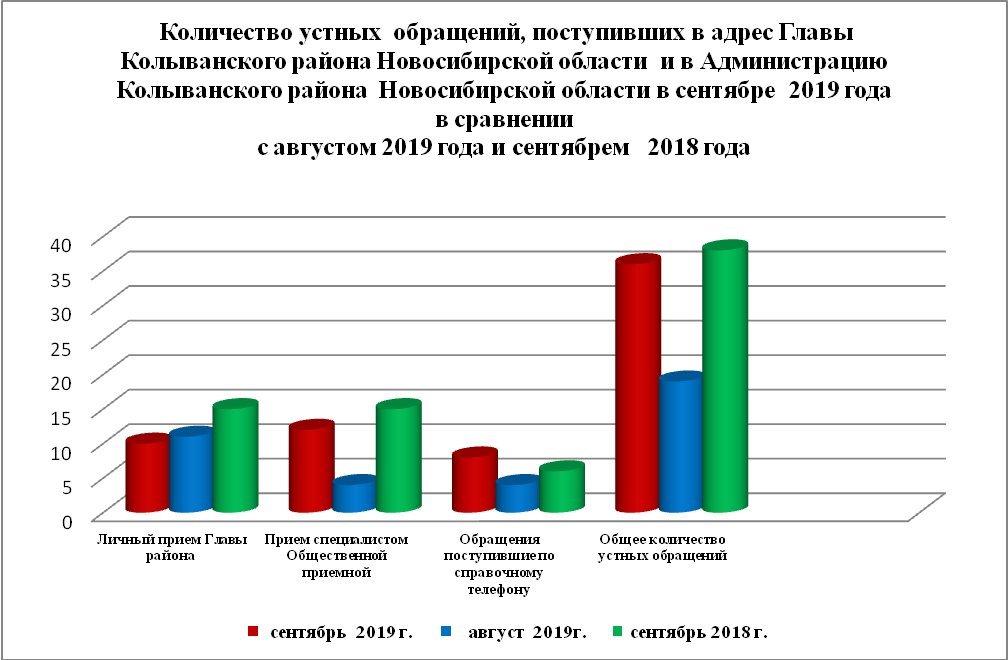 Количество устных обращений, поступивших в адрес Главы
Колыванского района Новосибирской области и в Администрацию
Колыванского района Новосибирской области в сентябре 2019 года
в сравнении
с августом 2019 года и сентябрем 2018 года
40
35
30
25
20
15
10
5
0
Личный прием Главы
района
Прием специалистом
Общественной
приемной
Обращения
поступившие по
справочному
телефону
Общее количество
устных обращений
сентябрь 2019 г.
август 2019г.
сентябрь 2018 г.